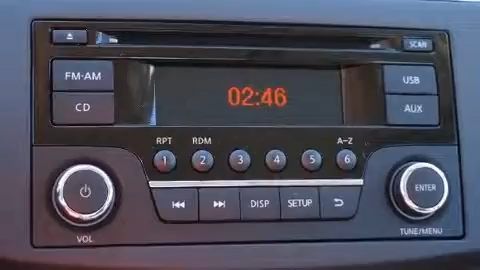 SCAN
FM·AM
02:46
USB
CD
AUX
RPT RDM A-Z
1 2 3 4 5 6
DISP SETUP
ENTER
VOL
TUNE/MENU